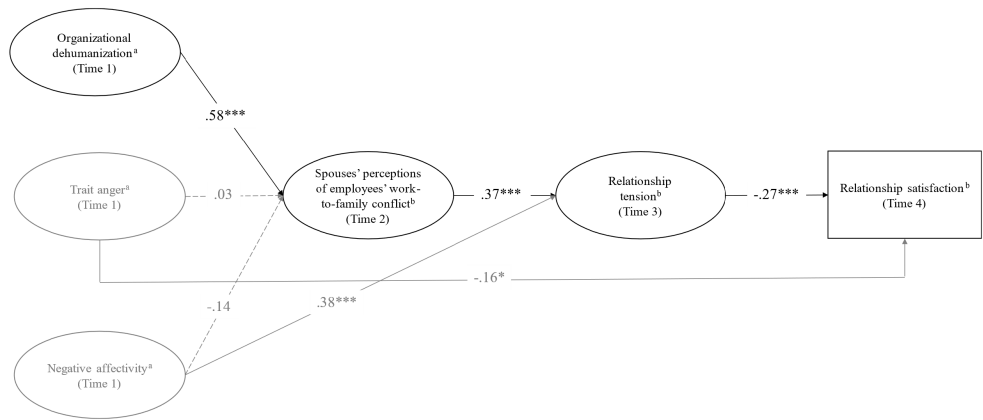 Organizational
dehumanization a
(Time 1)
.58***
Trait anger a
(Time 1)
.03
Spouses' perceptions
of employees' work-
to-family conflict b
(Time 2)
.37***
Relationship
tension b
(Time 3)
-.27***
Relationship satisfaction b
(Time 4)
-.16*
.38***
-.14
Negative affectivity a
(Time 1)